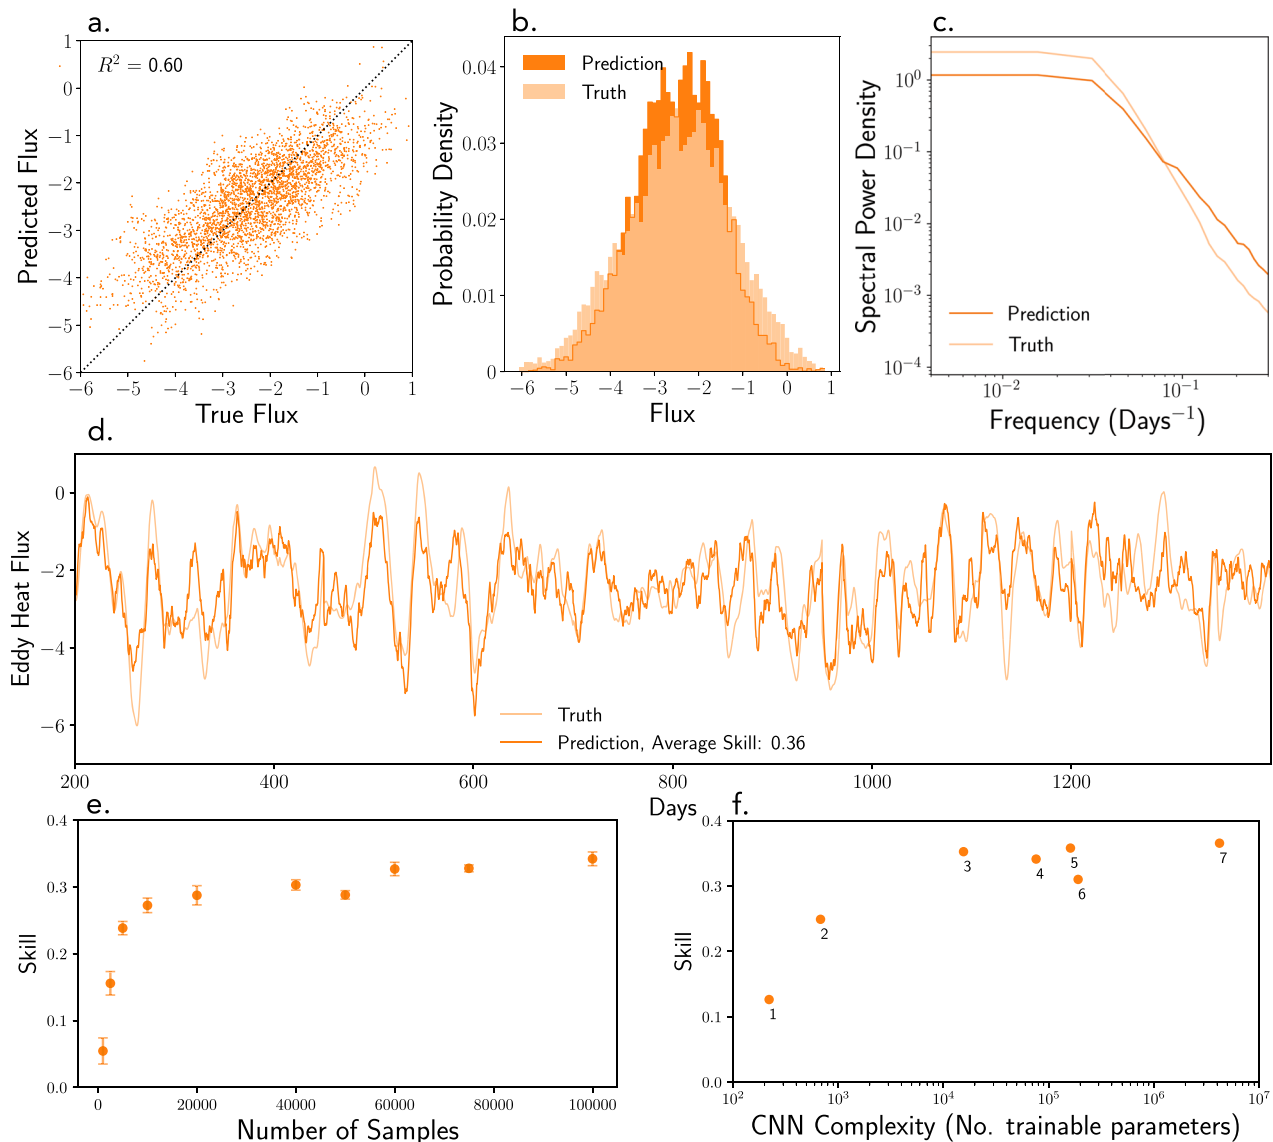 a.
R² = 0.60
1
0
−1
−2
−3
−4
−5
−6
−6 −5 −4 −3 −2 −1 0 1
Predicted Flux
True Flux
b.
Prediction
Truth
0.04
0.03
0.02
0.01
0
−6 −5 −4 −3 −2 −1 0 1
Probability Density
Flux
c.
10⁰
10⁻¹
10⁻²
10⁻³
10⁻⁴
Prediction
Truth
10⁻² 10⁻¹
Spectral Power Density
Frequency (Days⁻¹)
d.
0
−2
−4
−6
Eddy Heat Flux
Truth
Prediction, Average Skill: 0.36
200 400 600 800 1000 1200
Days
e.
0.4
0.3
0.2
0.1
0.0
Skill
0 20000 40000 60000 80000 100000
Number of Samples
f.
0.4
0.3
0.2
0.1
0.0
Skill
1
2
3
4
5
6
7
10² 10³ 10⁴ 10⁵ 10⁶ 10⁷
CNN Complexity (No. trainable parameters)